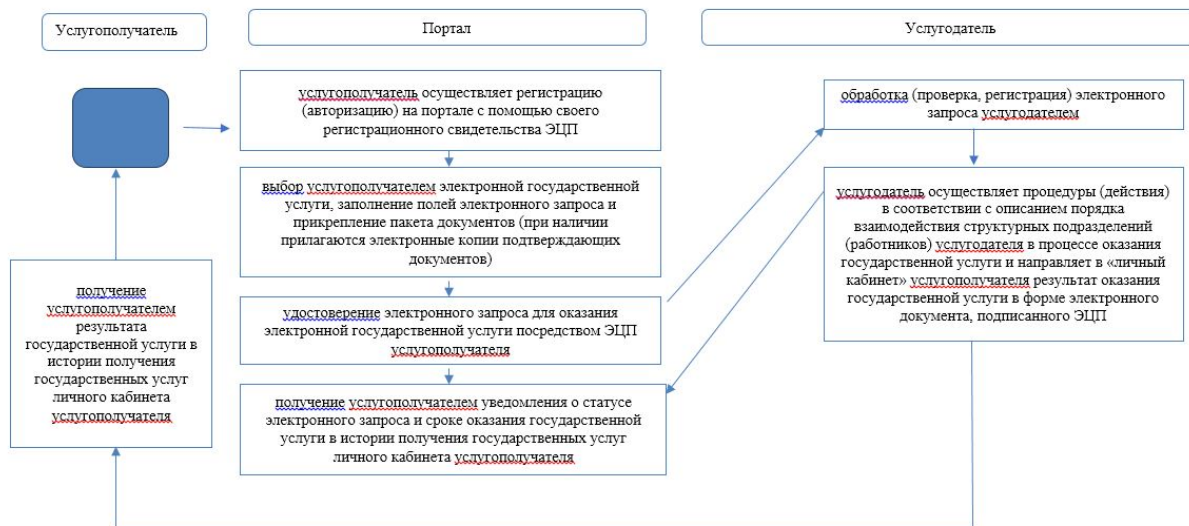 Услугополучатель
Портал
Услугодатель
услугополучатель осуществляет регистрацию
(авторизацию) на портале с помощью своего
регистрационного свидетельства ЭЦП
выбор услугополучателем электронной государственной
услуги, заполнение полей электронного запроса и
прикрепление пакета документов (при наличии
прилагаются электронные копии подтверждающих
документов)
удостоверение электронного запроса для оказания
электронной государственной услуги посредством ЭЦП
услугополучателя
получение услугополучателем уведомления о статусе
электронного запроса и сроке оказания государственной
услуги в истории получения государственных услуг
личного кабинета услугополучателя
обработка (проверка, регистрация) электронного
запроса услугодателем
услугодатель осуществляет процедуры (действия)
в соответствии с описанием порядка
взаимодействия структурных подразделений
(работников) услугодателя в процессе оказания
государственной услуги и направляет в «личный
кабинет» услугополучателя результат оказания
государственной услуги в форме электронного
документа, подписанного ЭЦП
получение
услугополучателем
результата
государственной услуги в
истории получения
государственных услуг
личного кабинета
услугополучателя